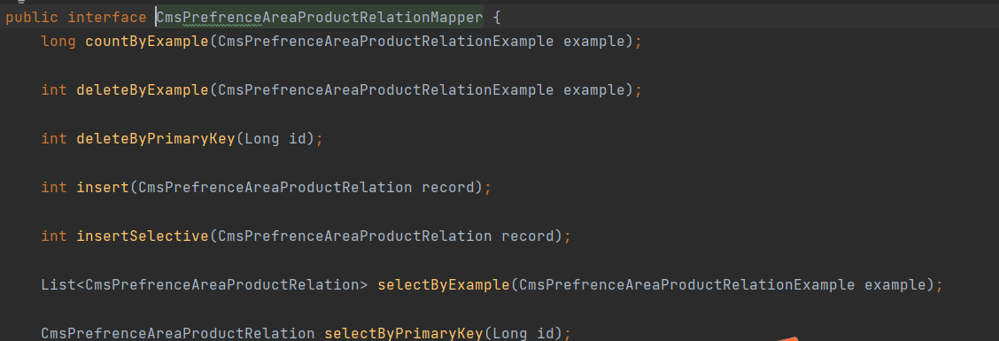 public interface CmsPrefrenceAreaProductRelationMapper {
long countByExample(CmsPrefrenceAreaProductRelationExample example);
int deleteByExample(CmsPrefrenceAreaProductRelationExample example);
int deleteByPrimaryKey(Long id);
int insert(CmsPrefrenceAreaProductRelation record);
int insertSelective(CmsPrefrenceAreaProductRelation record);
List<CmsPrefrenceAreaProductRelation> selectByExample(CmsPrefrenceAreaProductRelationExample example);
CmsPrefrenceAreaProductRelation selectByPrimaryKey(Long id);